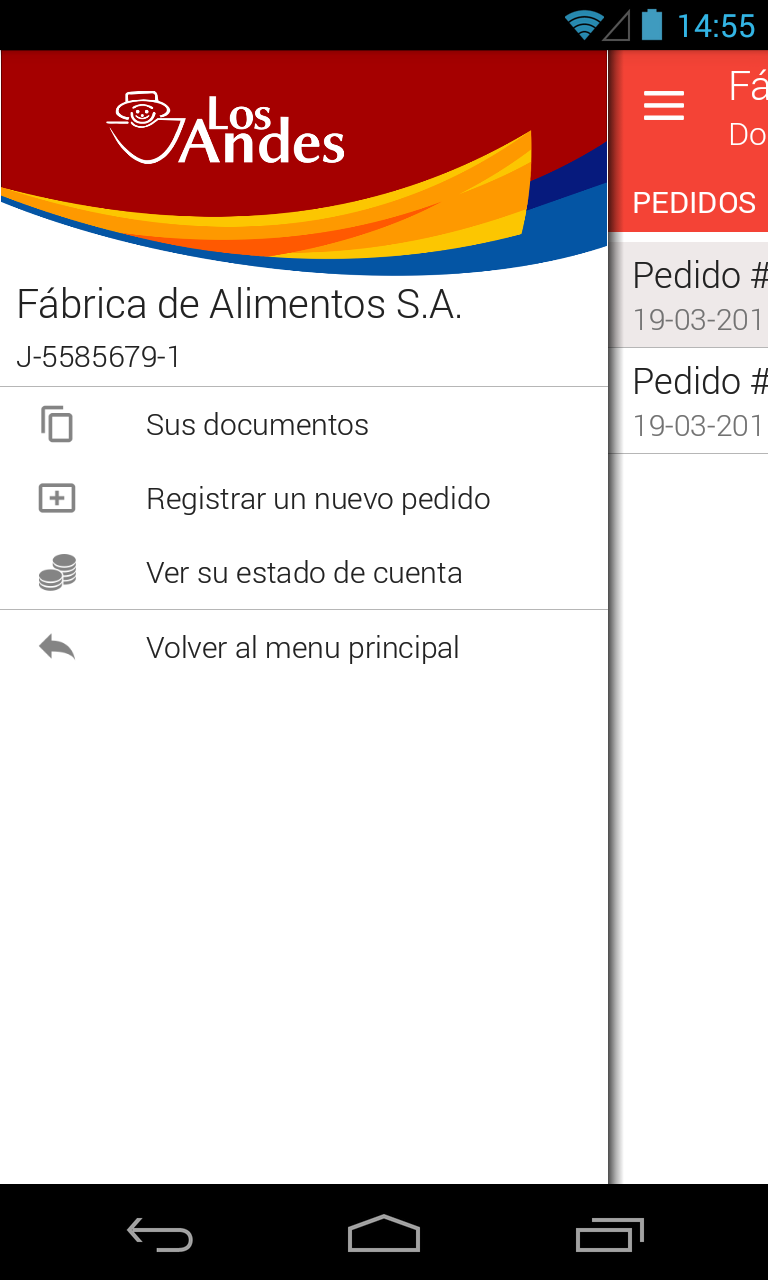 14:55
Los
Andes
Fábrica de Alimentos S.A.
J-5585679-1
Sus documentos
Registrar un nuevo pedido
Ver su estado de cuenta
Volver al menu principal
Fá
Do
PEDIDOS
Pedido #
19-03-201
Pedido #
19-03-201